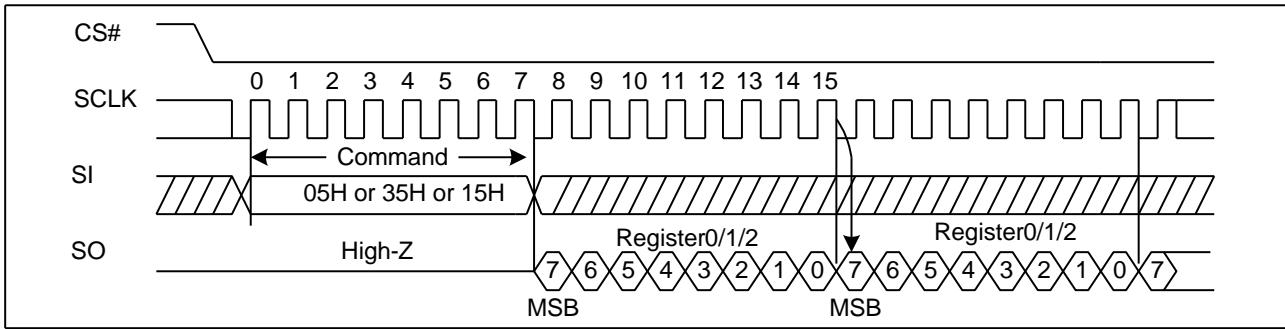 CS#
0 1 2 3 4 5 6 7 8 9 10 11 12 13 14 15
SCLK
Command
SI
05H or 35H or 15H
Register0/1/2 Register0/1/2
SO High-Z
7 6 5 4 3 2 1 0 7 6 5 4 3 2 1 0 7
MSB MSB